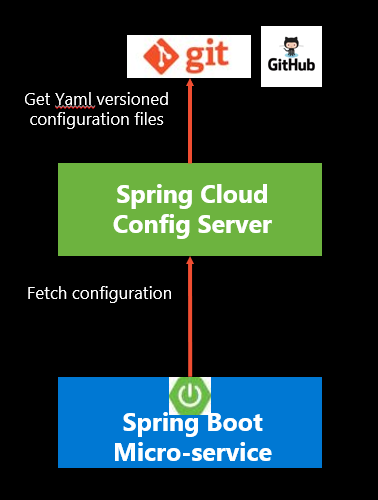 git
GitHub
Get Yaml versioned
configuration files
Spring Cloud
Config Server
Fetch configuration
Spring Boot
Micro-service